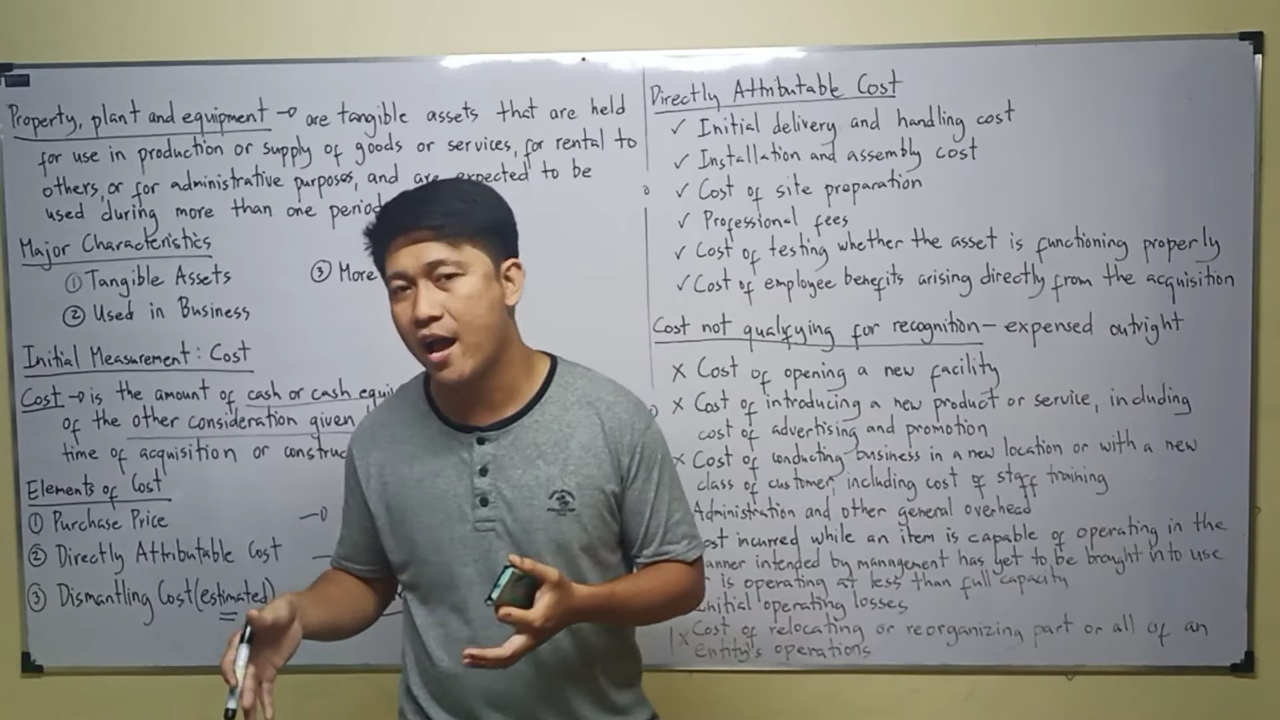 Property, plant and equipment → are tangible assets that are held
for use in production or supply of goods or services, for rental to
others, or for administrative purposes, and are expected to be
used during more than one period
Major Characteristics
① Tangible Assets
③ More
② Used in Business
Initial Measurement: Cost
Cost → is the amount of cash or cash equi
of the other consideration given
time of acquisition or construc
Elements of Cost
① Purchase Price
② Directly Attributable Cost
③ Dismantling Cost (estimated)
Directly Attributable Cost
✓ Initial delivery and handling cost
✓ Installation and assembly cost
✓ Cost of site preparation
✓ Professional fees
✓ Cost of testing whether the asset is functioning properly
✓ Cost of employee benefits arising directly from the acquisition
Cost not qualifying for recognition — expensed outright
x Cost of opening a new facility
x Cost of introducing a new product or service, including
cost of advertising and promotion
x Cost of conducting business in a new location or with a new
class of customer, including cost of staff training
Administration and other general overhead
ost incurred while an item is capable of operating in the
anner intended by management has yet to be brought into use
r is operating at less than full capacity
Initial operating losses
x Cost of relocating or reorganizing part or all of an
entity's operations